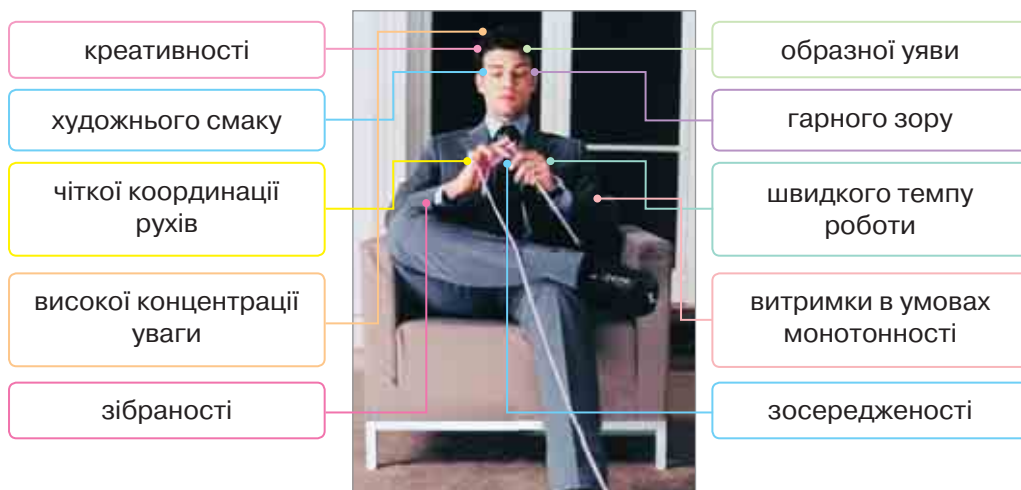 креативності
художнього смаку
чіткої координації
рухів
високої концентрації
уваги
зібраності
образної уяви
гарного зору
швидкого темпу
роботи
витримки в умовах
монотонності
зосередженості